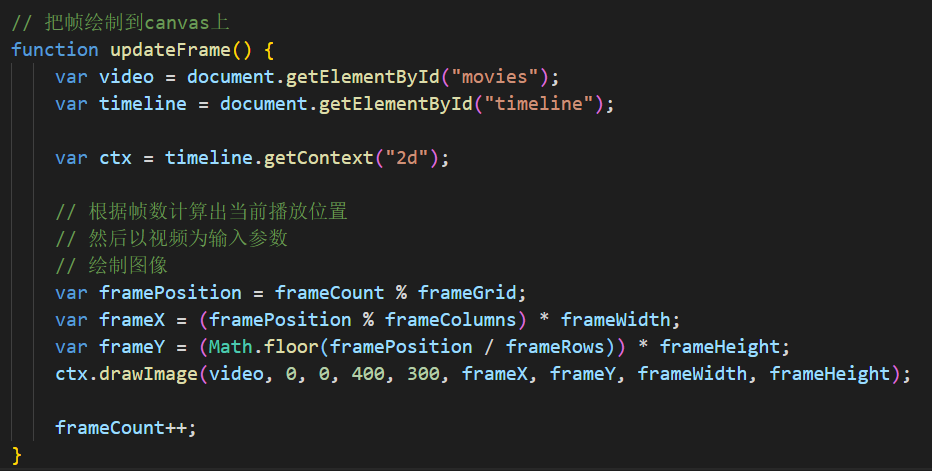 // 把帧绘制到canvas上
function updateFrame() {
    var video = document.getElementById("movies");
    var timeline = document.getElementById("timeline");

    var ctx = timeline.getContext("2d");

    // 根据帧数计算出当前播放位置
    // 然后以视频为输入参数
    // 绘制图像
    var framePosition = frameCount % frameGrid;
    var frameX = (framePosition % frameColumns) * frameWidth;
    var frameY = (Math.floor(framePosition / frameRows)) * frameHeight;
    ctx.drawImage(video, 0, 0, 400, 300, frameX, frameY, frameWidth, frameHeight);

    frameCount++;
}